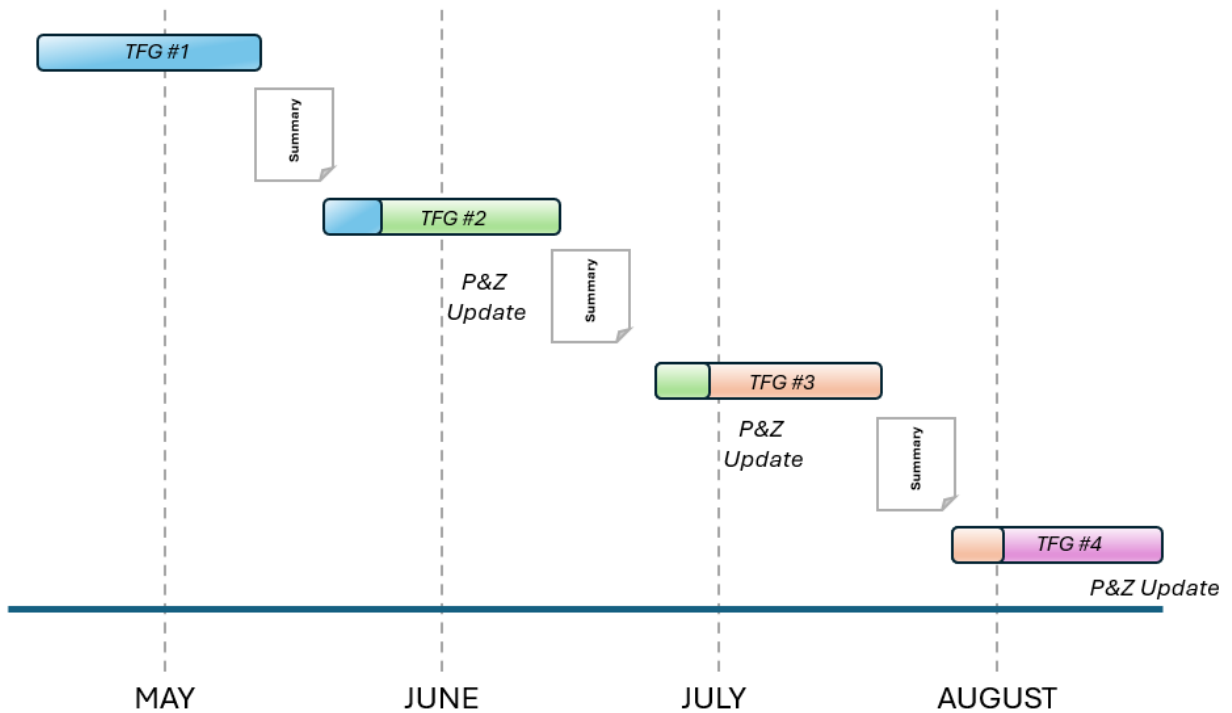 TFG #1
Summary
TFG #2
P&Z
Update
Summary
TFG #3
P&Z
Update
Summary
TFG #4
P&Z Update
MAY
JUNE
JULY
AUGUST